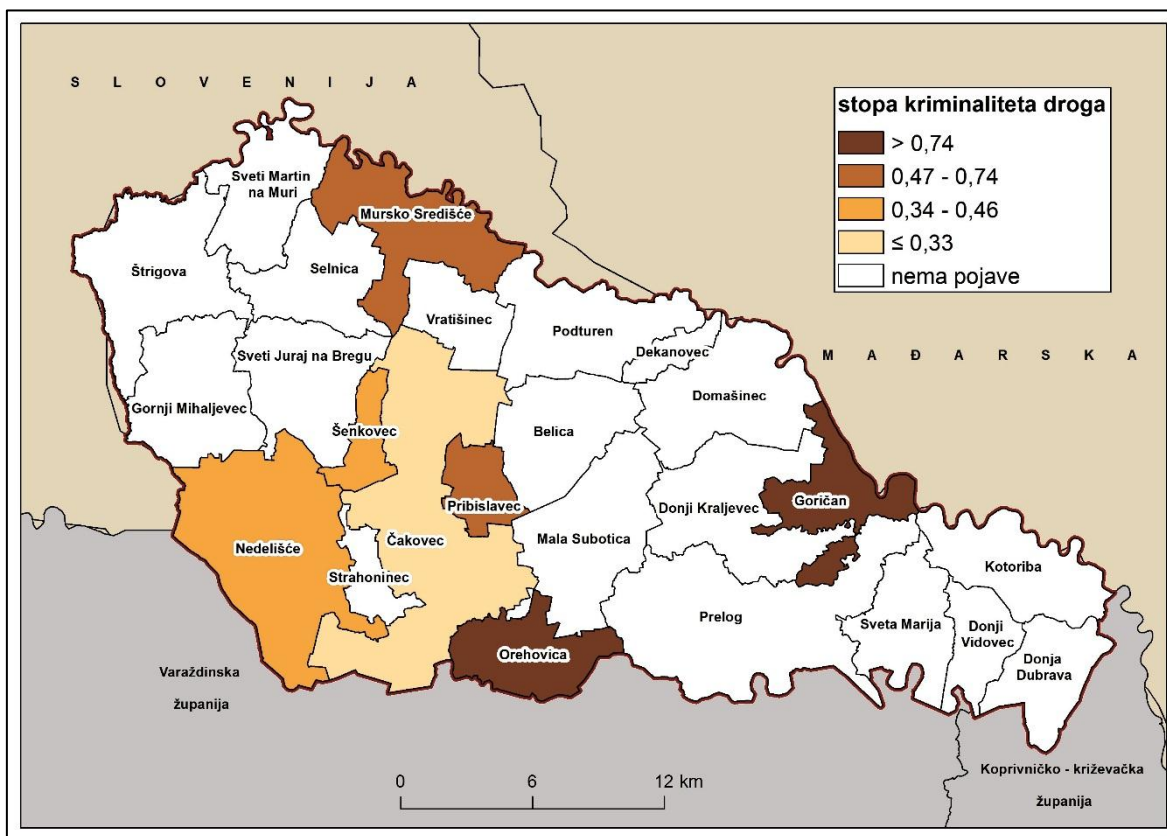 S L O V E N I J A
stopa kriminaliteta droga
> 0,74
0,47 - 0,74
0,34 - 0,46
≤ 0,33
nema pojave
Sveti Martin
na Muri
Mursko Središće
Štrigova
Selnica
Vratišinec
Podturen
Dekanovec
M A Đ A R S K A
Sveti Juraj na Bregu
Gornji Mihaljevec
Šenkovec
Belica
Domašinec
Pribislavec
Goričan
Donji Kraljevec
Nedelišće
Čakovec
Mala Subotica
Strahoninec
Kotoriba
Prelog
Sveta Marija
Donji
Vidovec
Orehovica
Donja
Dubrava
Varaždinska
županija
0 6 12 km
Koprivničko - križevačka
županija